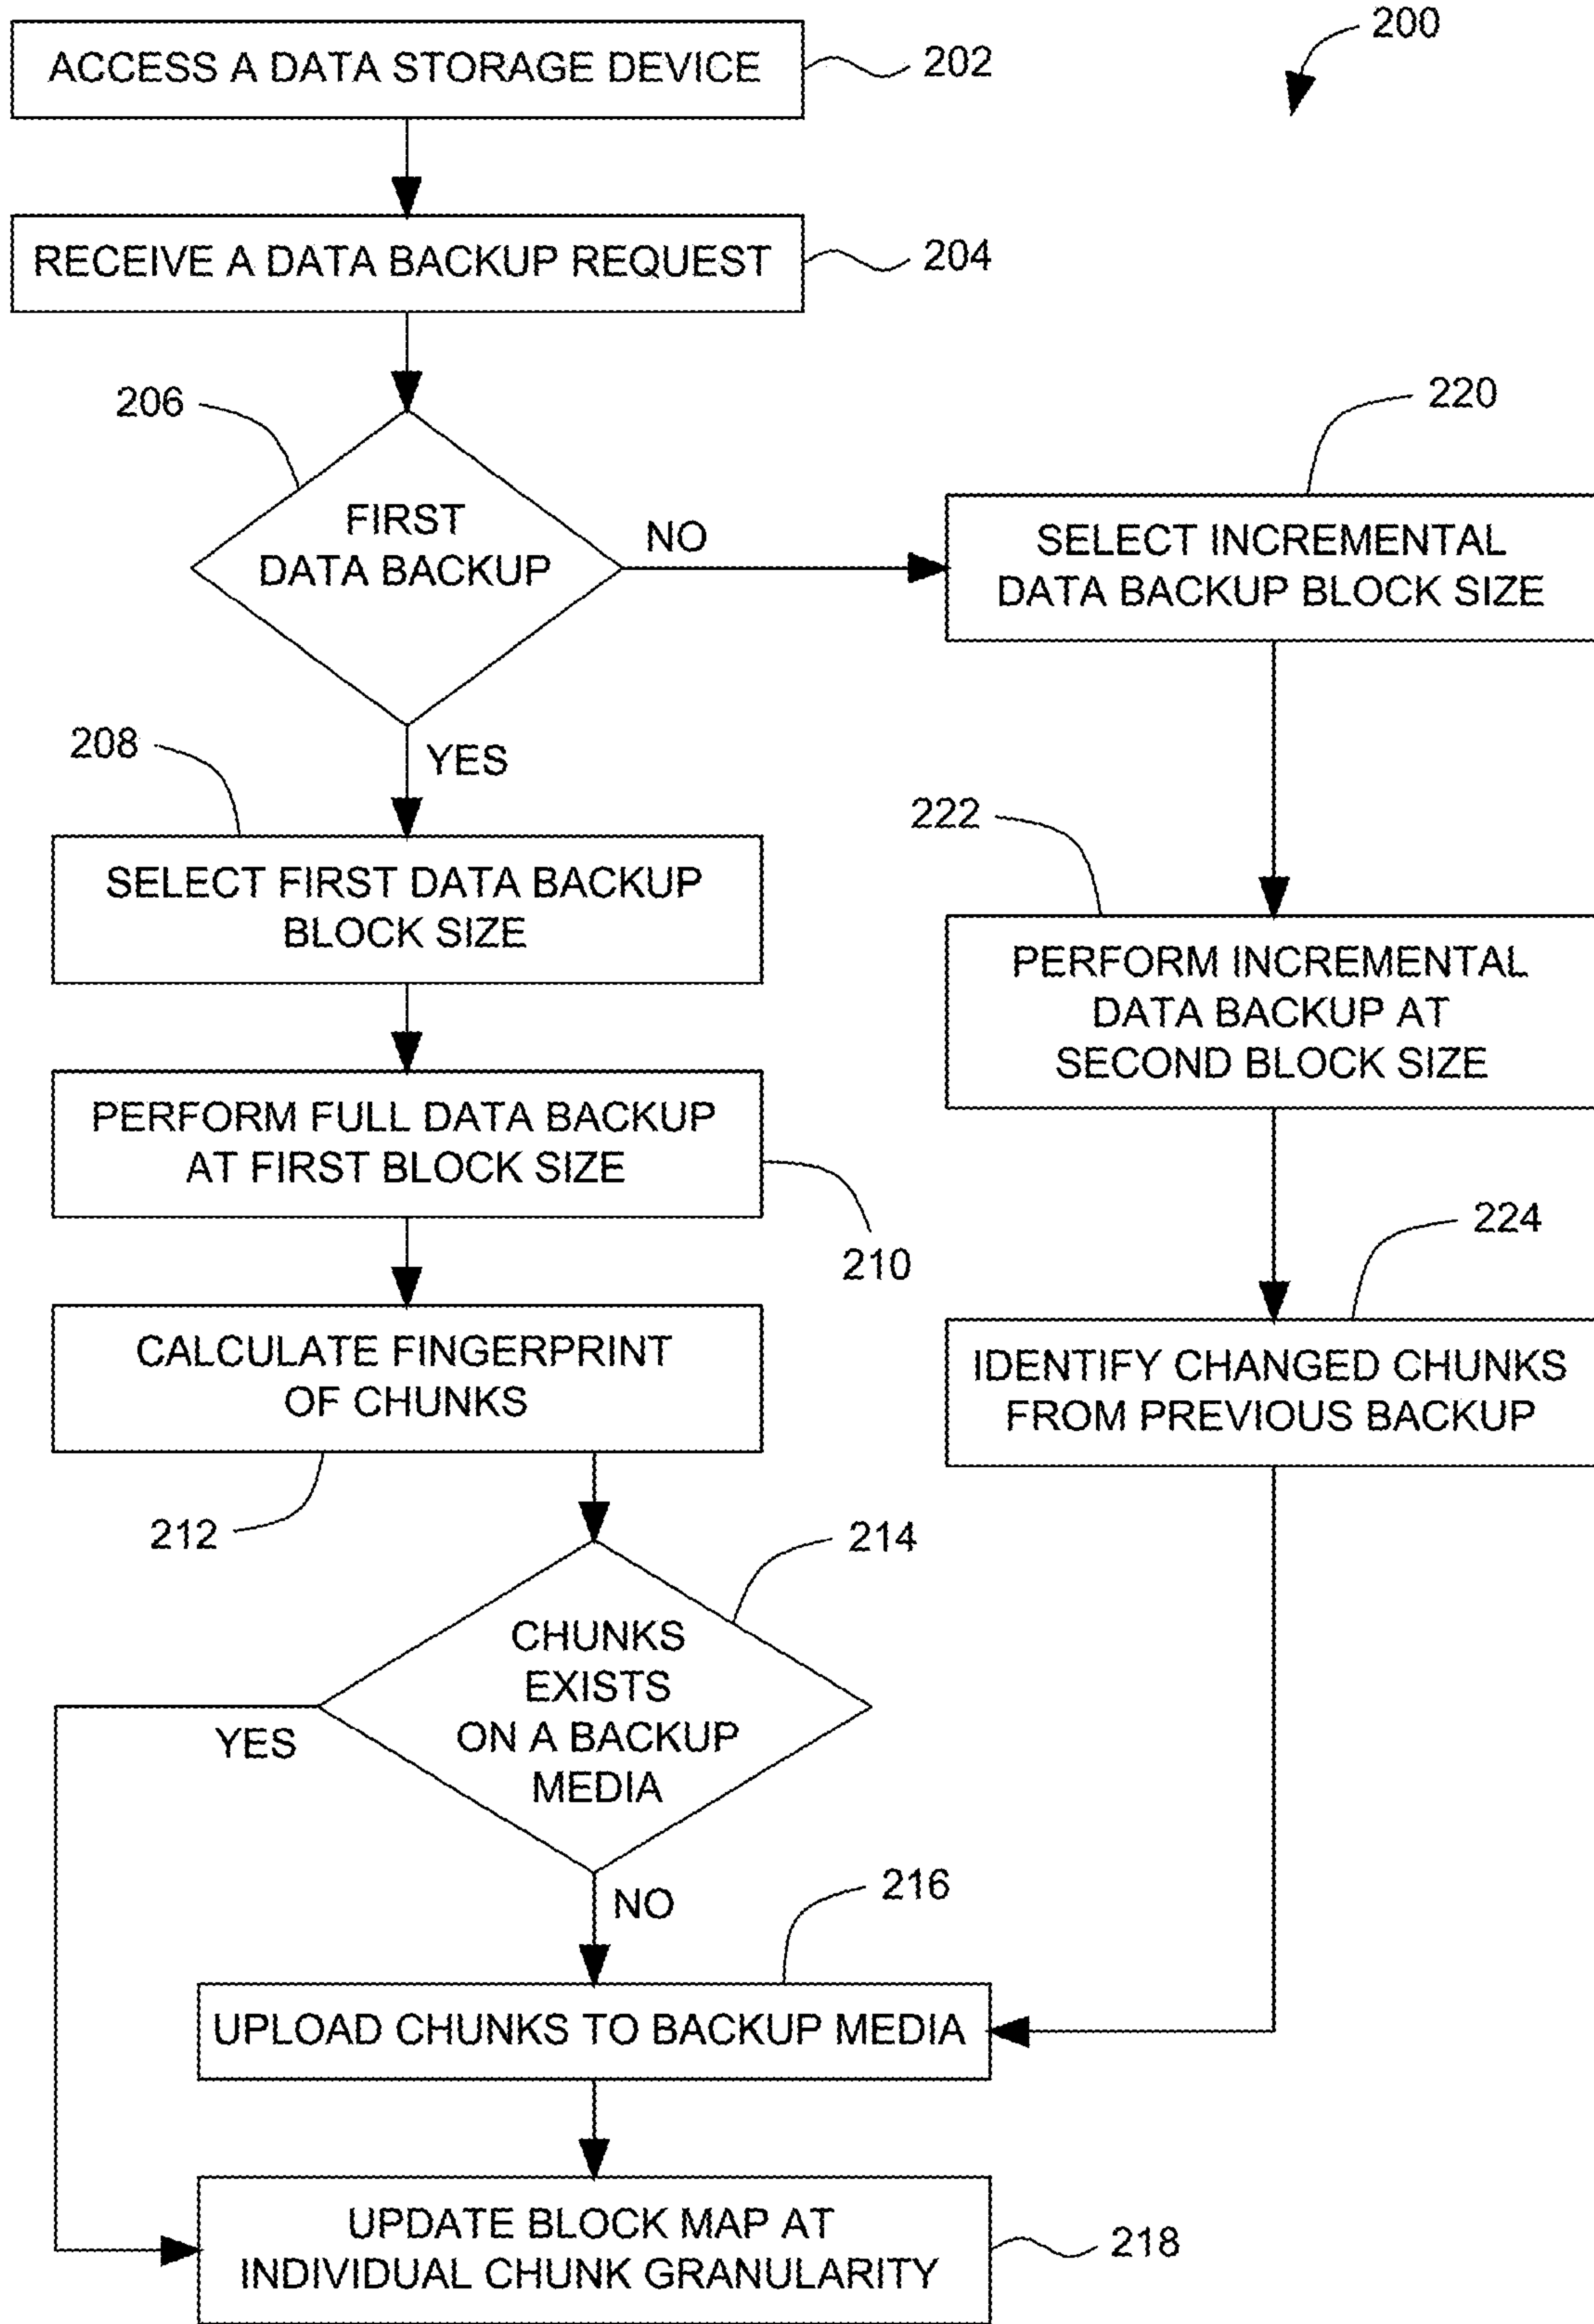 200
ACCESS A DATA STORAGE DEVICE
202
RECEIVE A DATA BACKUP REQUEST
204
206
FIRST
DATA BACKUP
NO
YES
220
SELECT INCREMENTAL
DATA BACKUP BLOCK SIZE
208
SELECT FIRST DATA BACKUP
BLOCK SIZE
222
PERFORM INCREMENTAL
DATA BACKUP AT
SECOND BLOCK SIZE
PERFORM FULL DATA BACKUP
AT FIRST BLOCK SIZE
210
224
IDENTIFY CHANGED CHUNKS
FROM PREVIOUS BACKUP
CALCULATE FINGERPRINT
OF CHUNKS
212
214
CHUNKS
EXISTS
ON A BACKUP
MEDIA
YES
NO
216
UPLOAD CHUNKS TO BACKUP MEDIA
UPDATE BLOCK MAP AT
INDIVIDUAL CHUNK GRANULARITY
218